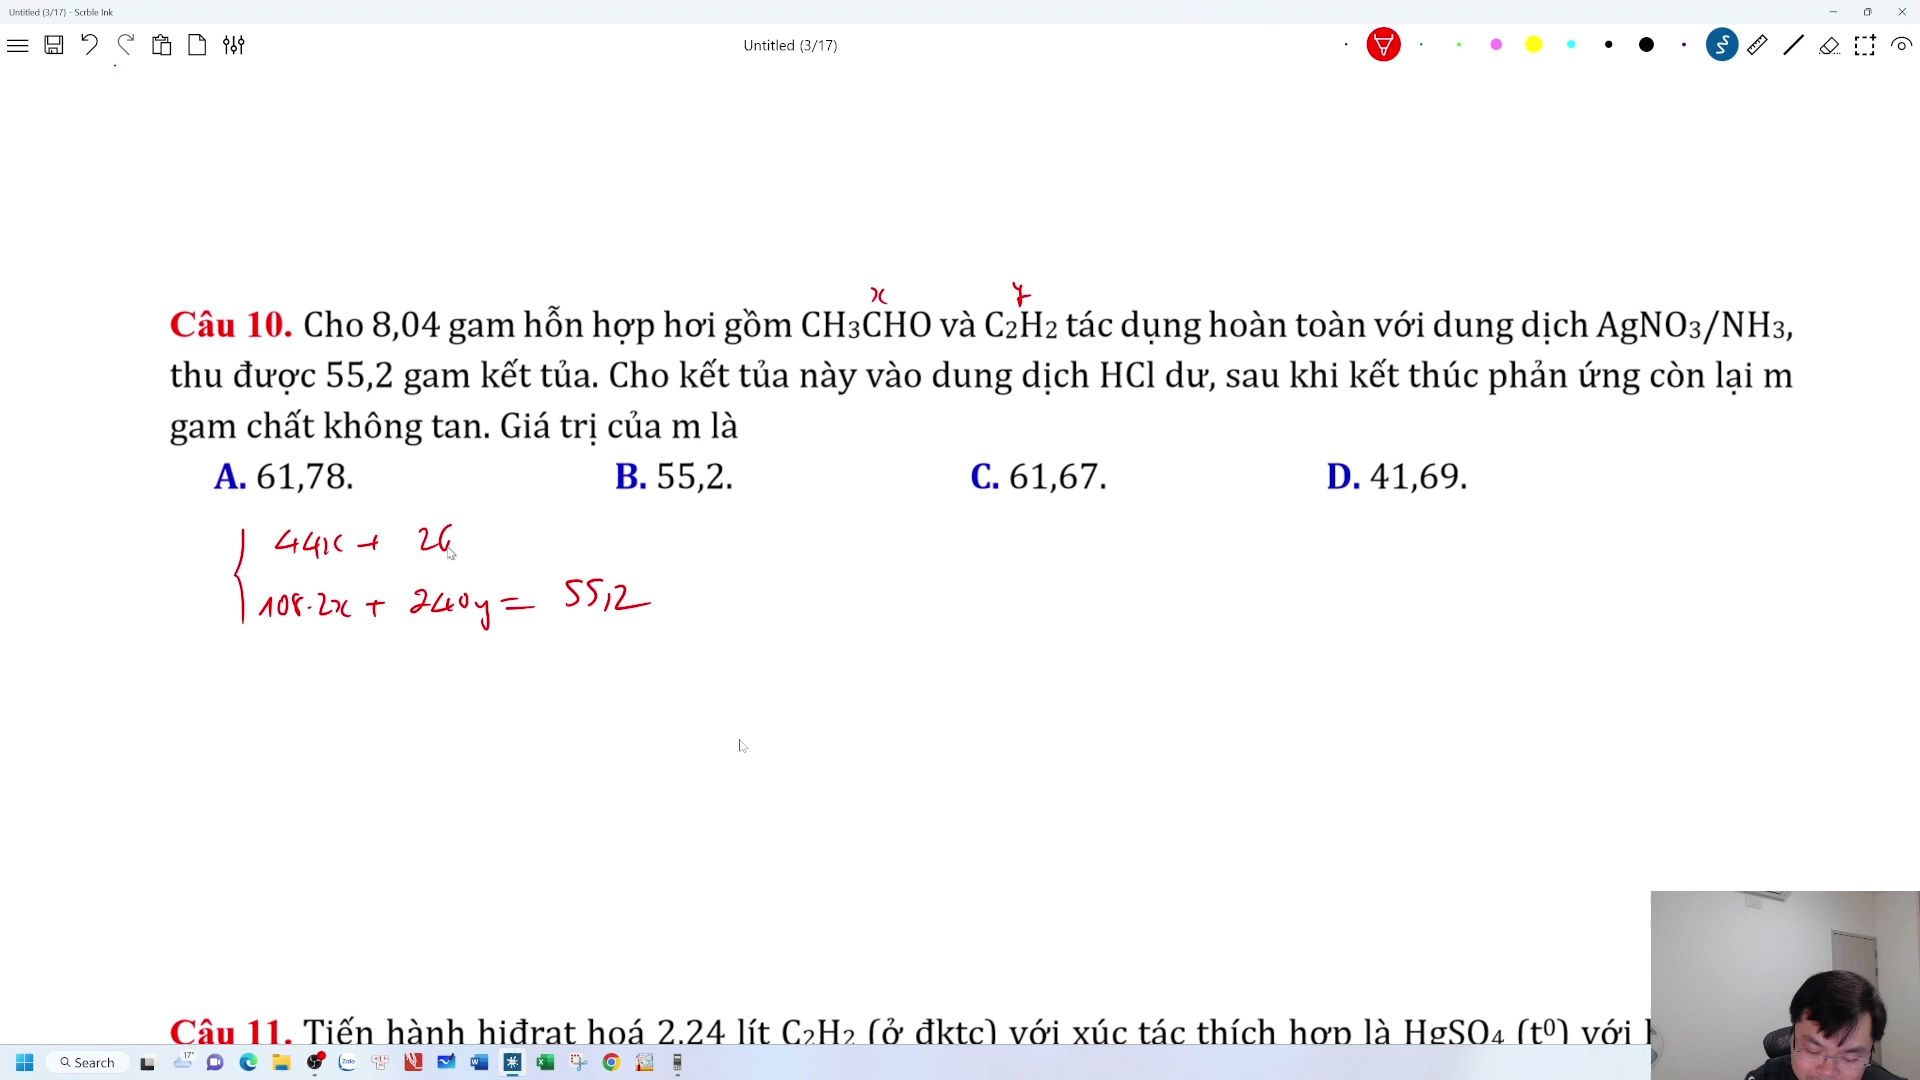 Untitled (3/17) - Scrble Ink
Untitled (3/17)
x y
Câu 10. Cho 8,04 gam hỗn hợp hơi gồm CH3CHO và C2H2 tác dụng hoàn toàn với dung dịch AgNO3/NH3,
thu được 55,2 gam kết tủa. Cho kết tủa này vào dung dịch HCl dư, sau khi kết thúc phản ứng còn lại m
gam chất không tan. Giá trị của m là
A. 61,78. B. 55,2. C. 61,67. D. 41,69.
44x + 26
108.2x + 240y = 55,2
Câu 11. Tiến hành hiđrat hoá 2,24 lít C2H2 (ở đktc) với xúc tác thích hợp là HgSO4 (t⁰) với
17°
Search
Zalo